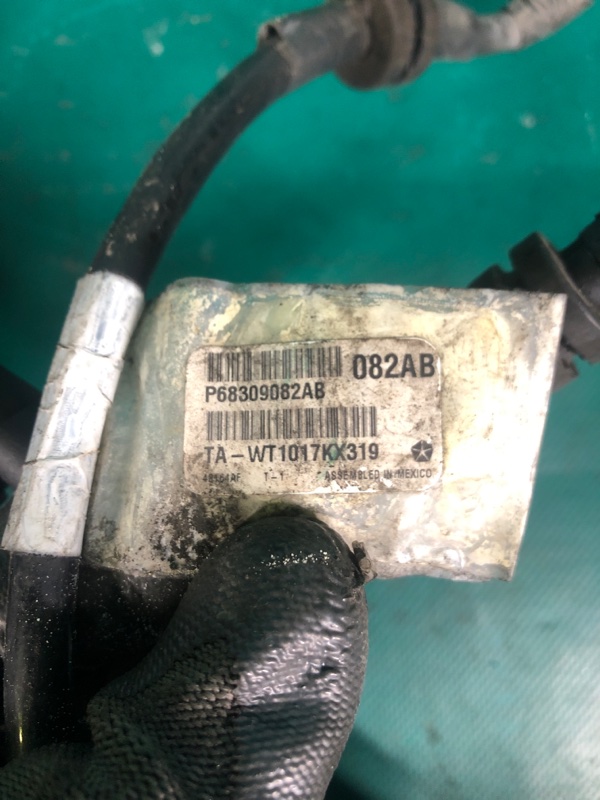 082AB
P68309082AB
TA-WT1017KX319
T-T ASSEMBLED IN MEXICO